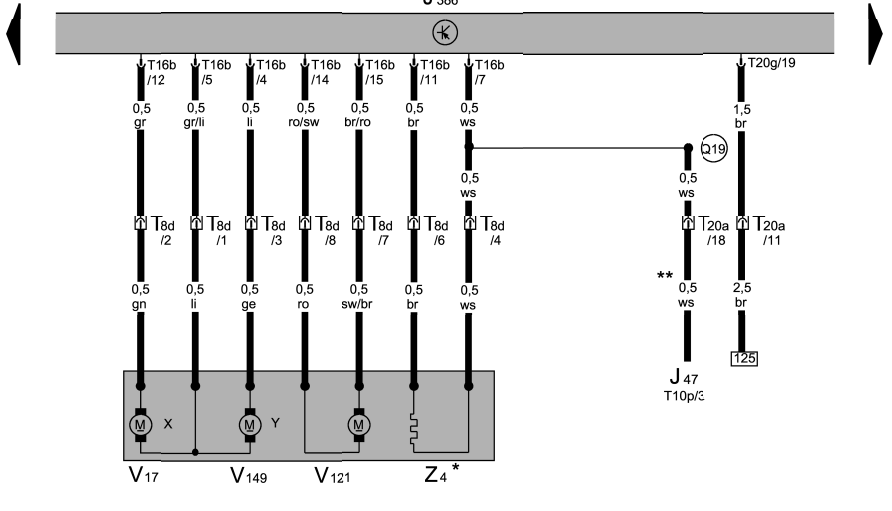 J 386
T16b T16b T16b T16b T16b T16b T16b T20g/19
/12 /5 /4 /14 /15 /11 /7
0,5 0,5 0,5 0,5 0,5 0,5 0,5 1,5
gr gr/li li ro/sw br/ro br ws br
Q19
0,5 0,5
ws ws
T8d T8d T8d T8d T8d T8d T8d T20a T20a
/2 /1 /3 /8 /7 /6 /4 /18 /11
**
0,5 0,5 0,5 0,5 0,5 0,5 0,5 0,5 2,5
gn li ge ro sw/br br ws ws br
125
J 47
T10p/3
M X M Y M
V17 V149 V121 Z4*